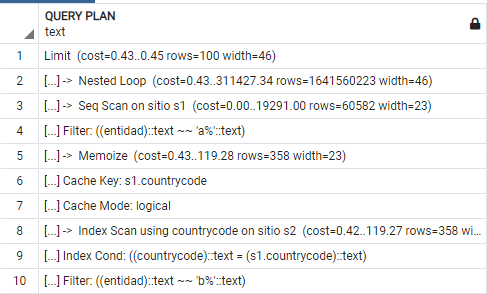 QUERY PLAN
text
1 Limit (cost=0.43..0.45 rows=100 width=46)
2 [...] -> Nested Loop (cost=0.43..311427.34 rows=1641560223 width=46)
3 [...] -> Seq Scan on sitio s1 (cost=0.00..19291.00 rows=60582 width=23)
4 [...] Filter: ((entidad)::text ~~ 'a%'::text)
5 [...] -> Memoize (cost=0.43..119.28 rows=358 width=23)
6 [...] Cache Key: s1.countrycode
7 [...] Cache Mode: logical
8 [...] -> Index Scan using countrycode on sitio s2 (cost=0.42..119.27 rows=358 wi...
9 [...] Index Cond: ((countrycode)::text = (s1.countrycode)::text)
10 [...] Filter: ((entidad)::text ~~ 'b%'::text)